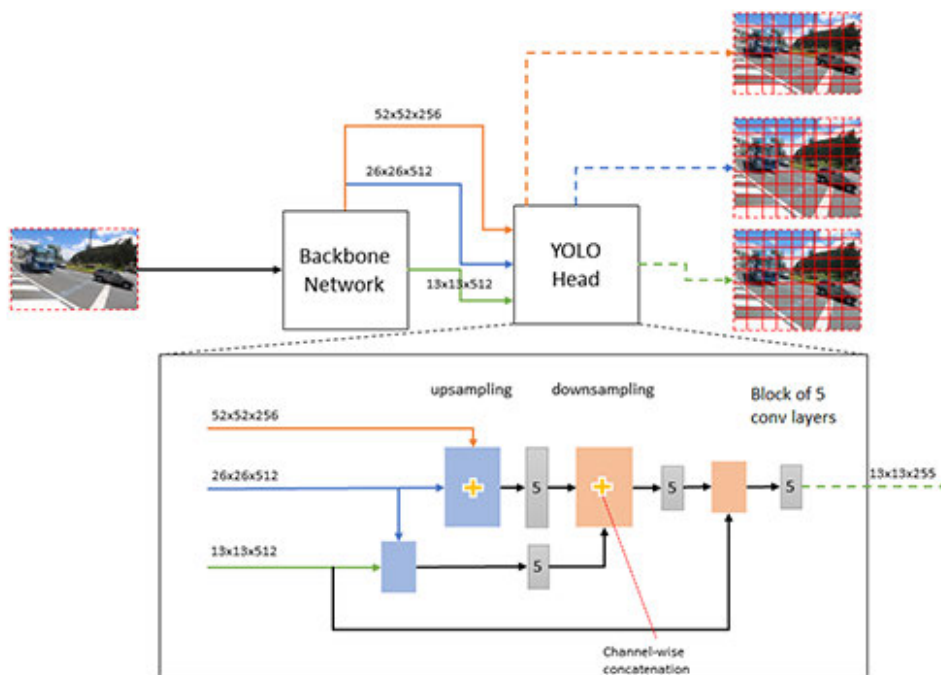 52x52x256
26x26x512
Backbone
Network
13x13x512
YOLO
Head
upsampling
downsampling
Block of 5
conv layers
52x52x256
26x26x512
13x13x255
5
5
5
13x13x512
5
Channel-wise
concatenation